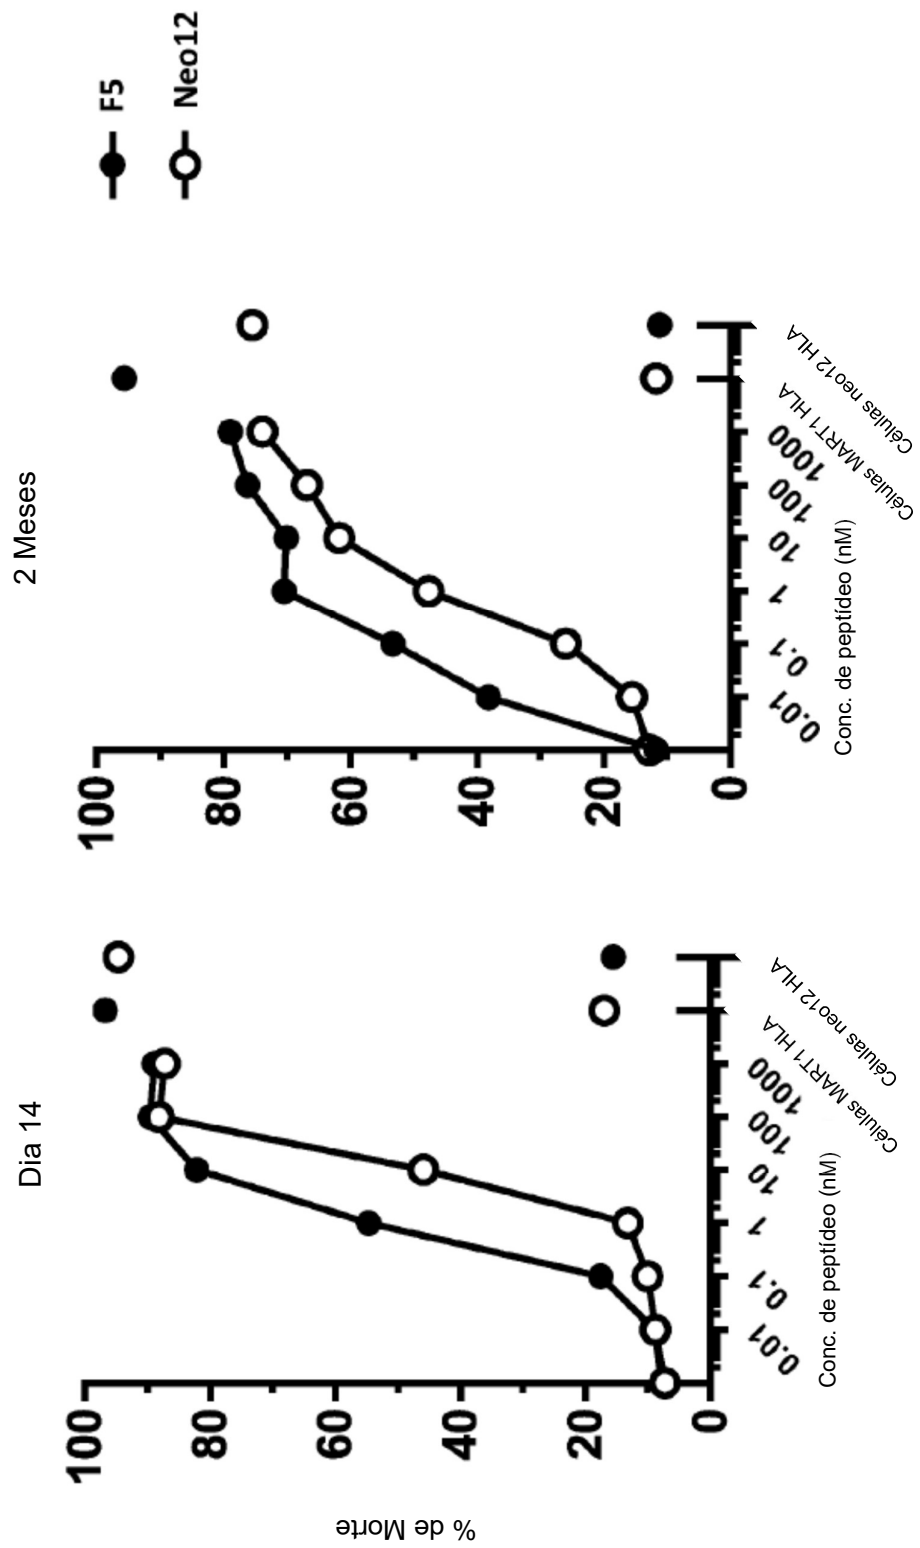 Dia 14
% de Morte
100
80
60
40
20
0
0.01
0.1
1
10
100
1000
Células MART1 HLA
Células neo12 HLA
Conc. de peptídeo (nM)
2 Meses
100
80
60
40
20
0
0.01
0.1
1
10
100
1000
Células MART1 HLA
Células neo12 HLA
Conc. de peptídeo (nM)
F5
Neo12